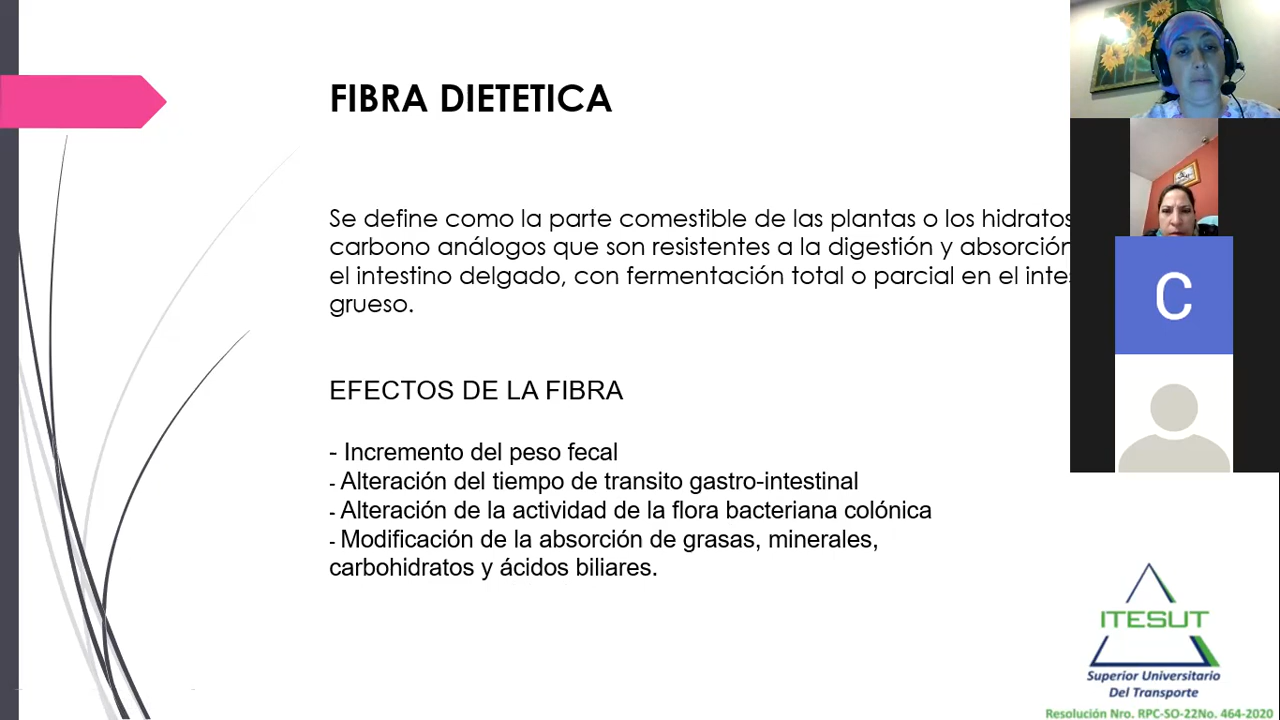 FIBRA DIETETICA
Se define como la parte comestible de las plantas o los hidratos
carbono análogos que son resistentes a la digestión y absorción
el intestino delgado, con fermentación total o parcial en el inte
grueso.
EFECTOS DE LA FIBRA
- Incremento del peso fecal
- Alteración del tiempo de transito gastro-intestinal
- Alteración de la actividad de la flora bacteriana colónica
- Modificación de la absorción de grasas, minerales,
carbohidratos y ácidos biliares.
C
ITESUT
Superior Universitario
Del Transporte
Resolución Nro. RPC-SO-22No. 464-2020